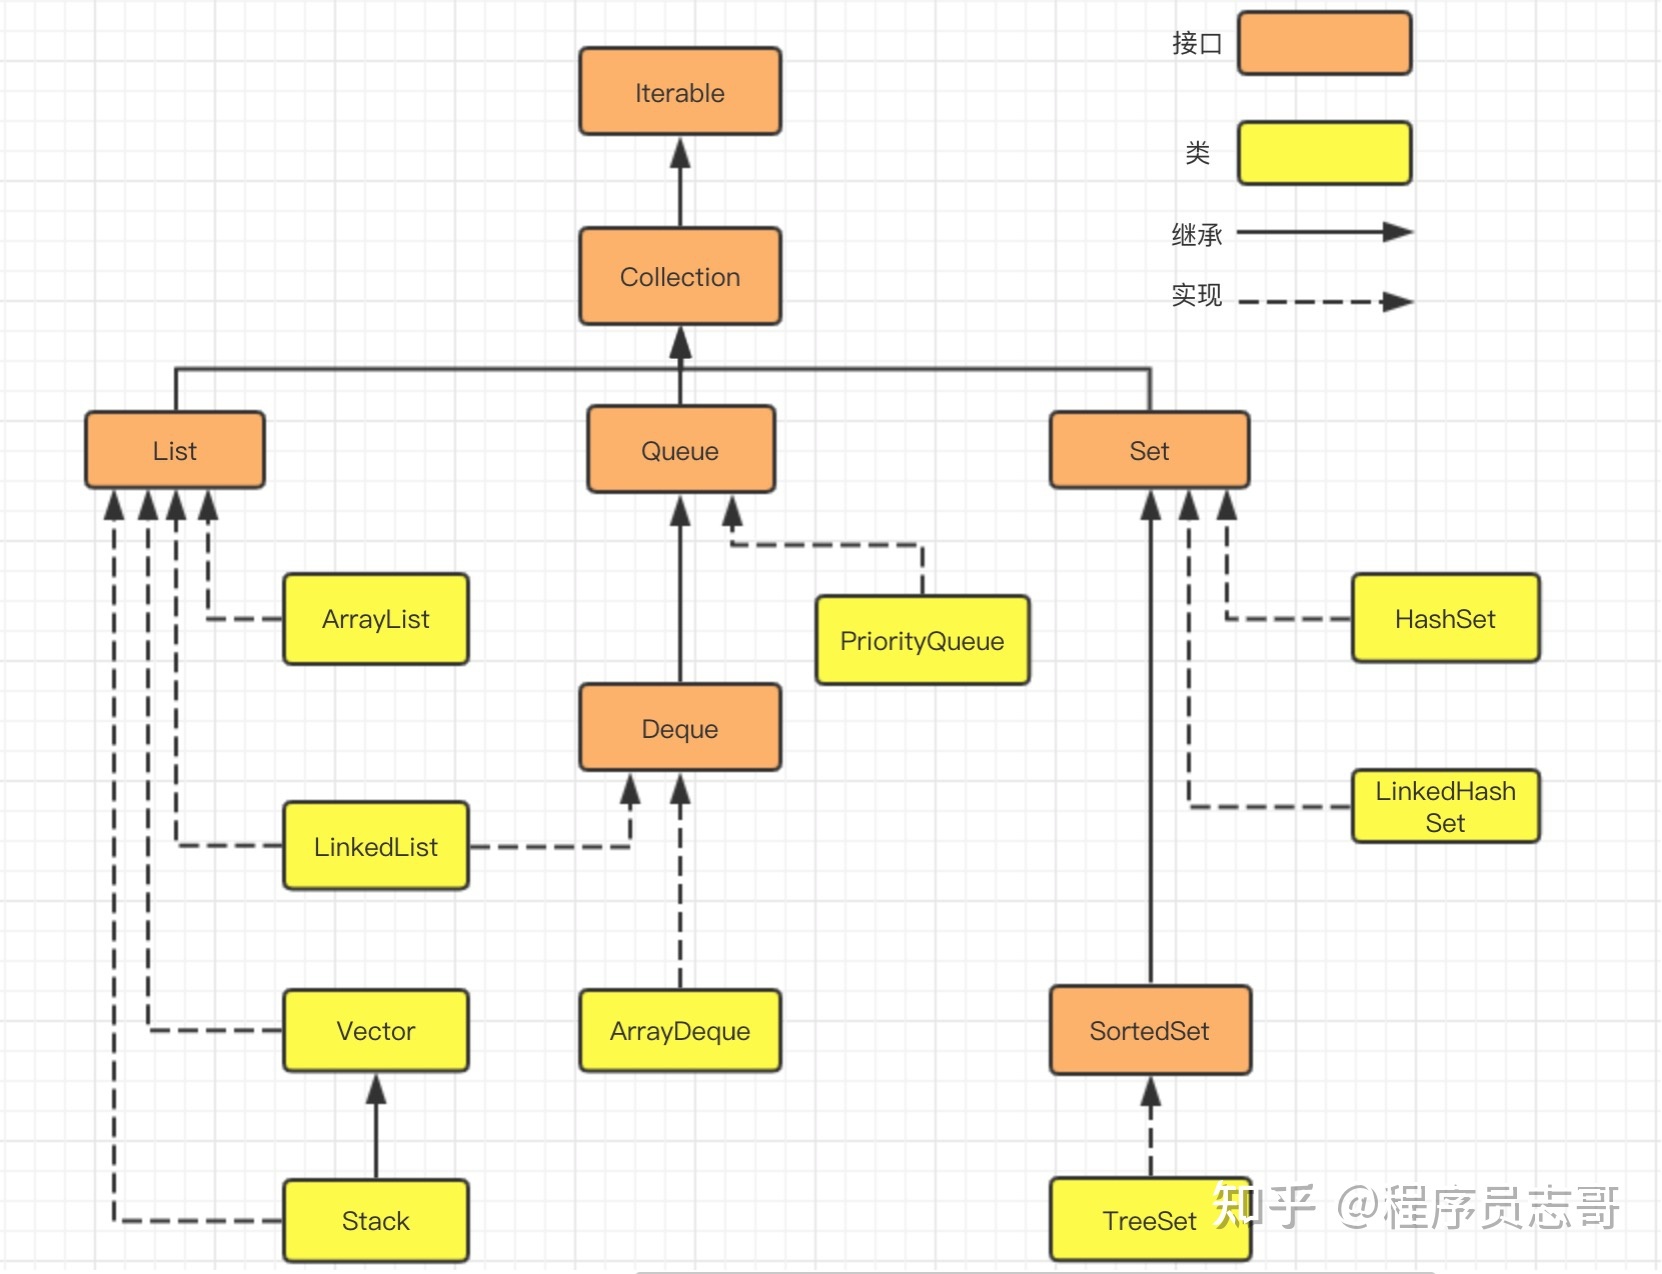 接口
Iterable
类
继承
Collection
实现
List
Queue
Set
ArrayList
PriorityQueue
HashSet
Deque
LinkedList
LinkedHash
Set
Vector
ArrayDeque
SortedSet
Stack
TreeSet
知乎 @程序员志哥